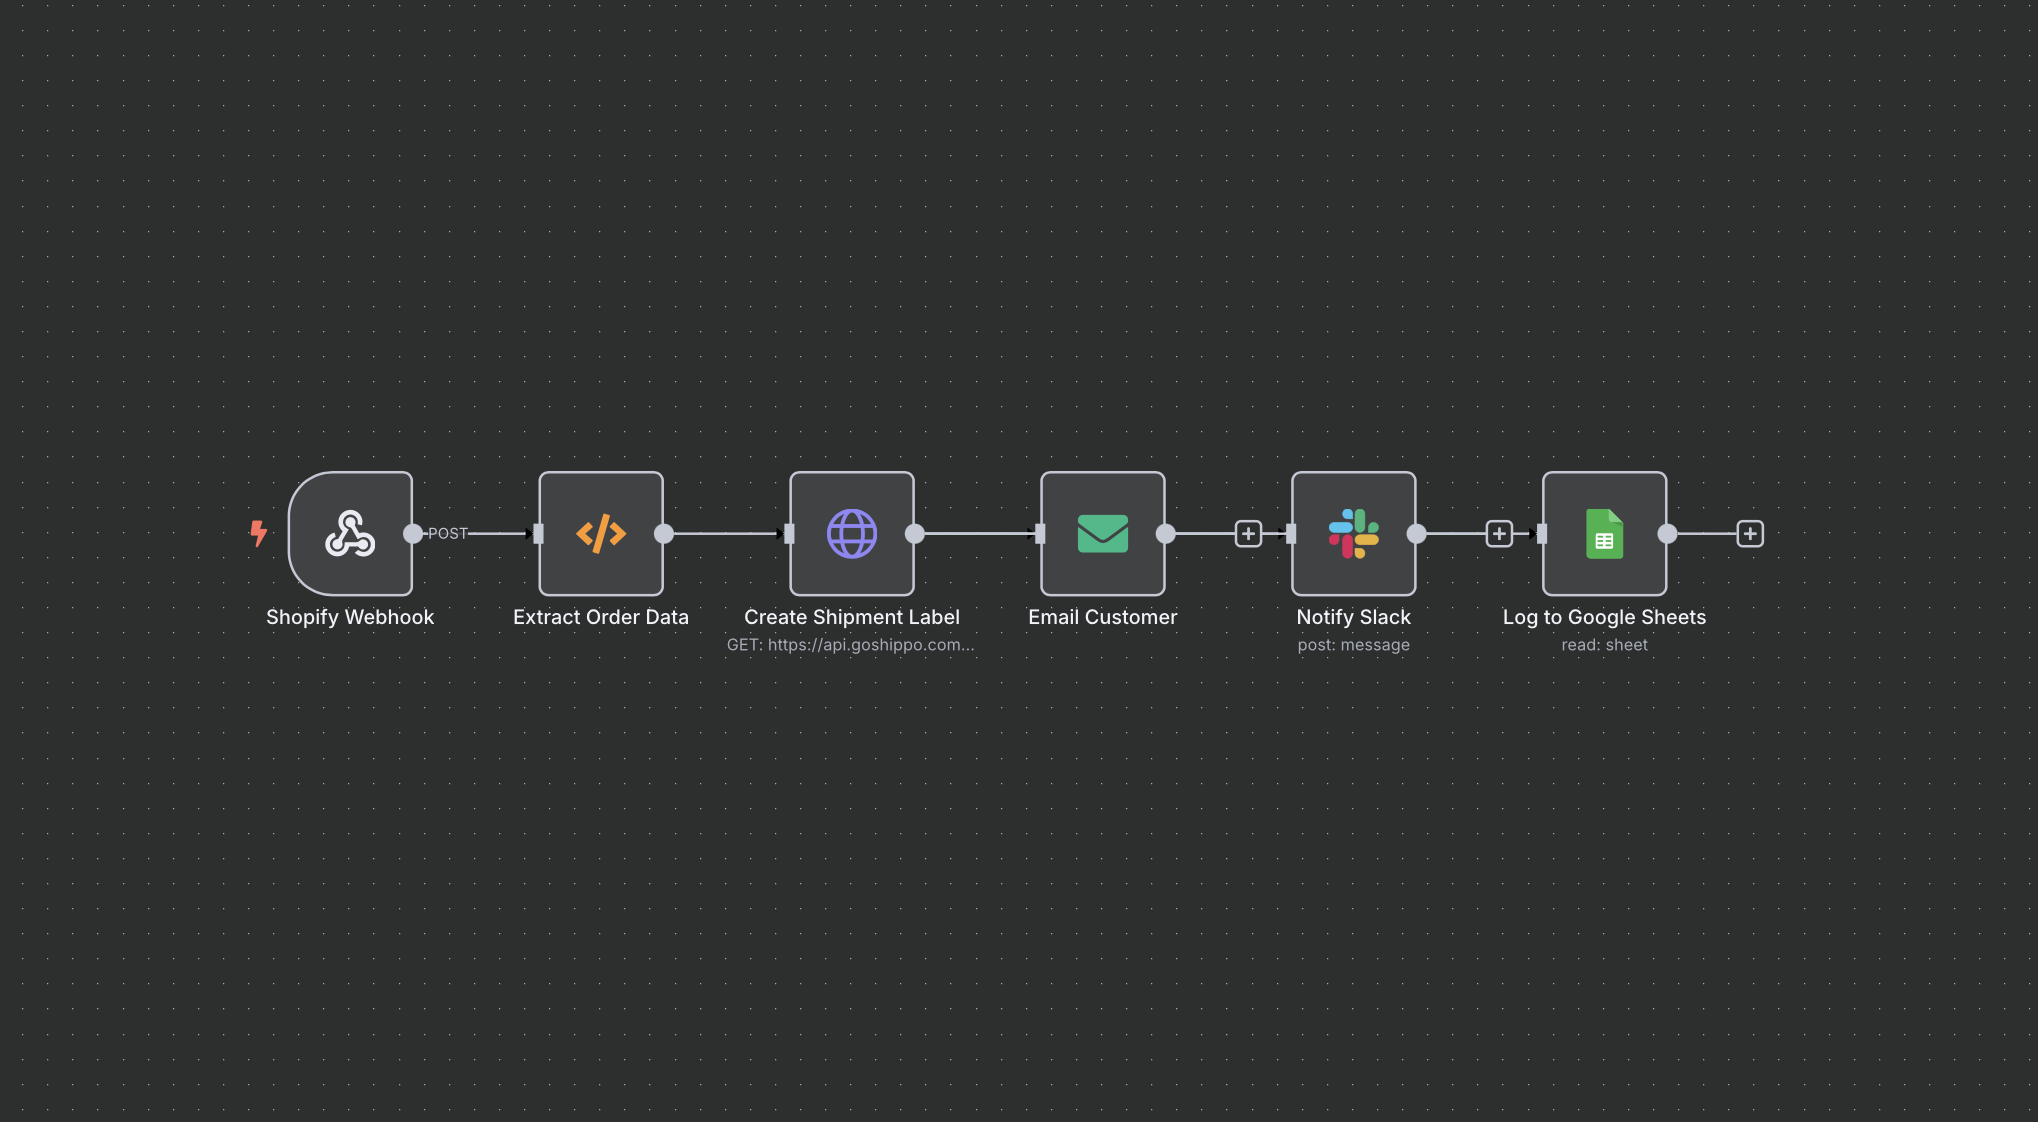 POST
Shopify Webhook
Extract Order Data
Create Shipment Label
GET: https://api.goshippo.com...
Email Customer
Notify Slack
post: message
Log to Google Sheets
read: sheet